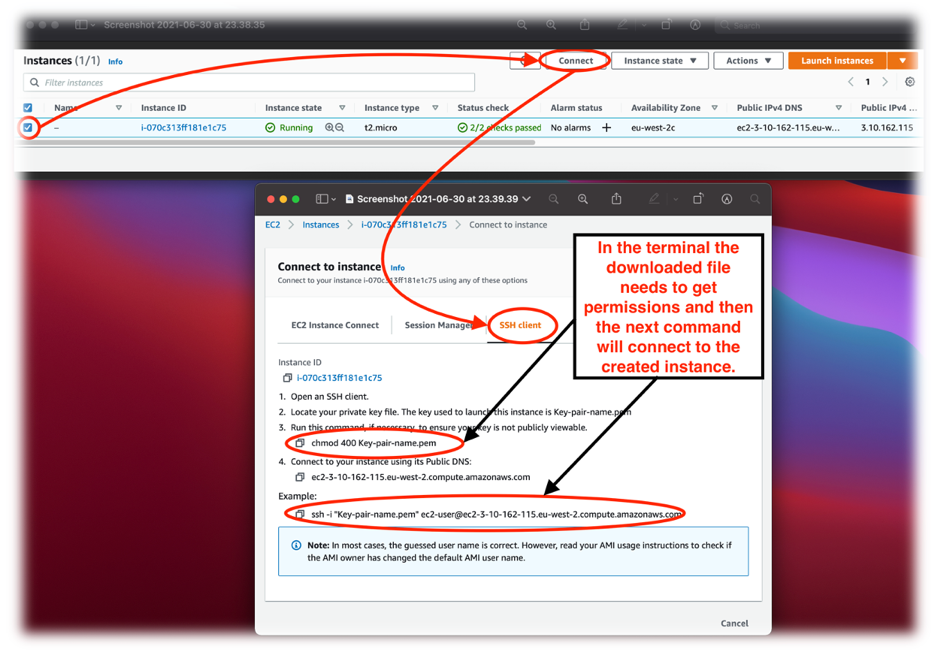 Screenshot 2021-06-30 at 23.38.35
Search
Instances (1/1) Info
Connect
Instance state
Actions
Launch instances
Filter instances
1
Name
Instance ID
Instance state
Instance type
Status check
Alarm status
Availability Zone
Public IPv4 DNS
Public IPv4 ...
–
i-070c313ff181e1c75
Running
t2.micro
2/2 checks passed
No alarms +
eu-west-2c
ec2-3-10-162-115.eu-w...
3.10.162.115
Screenshot 2021-06-30 at 23.39.39
EC2 > Instances > i-070c313ff181e1c75 > Connect to instance
Connect to instance Info
Connect to your instance i-070c313ff181e1c75 using any of these options
In the terminal the
downloaded file
needs to get
permissions and then
the next command
will connect to the
created instance.
EC2 Instance Connect
Session Manager
SSH client
Instance ID
i-070c313ff181e1c75
1. Open an SSH client.
2. Locate your private key file. The key used to launch this instance is Key-pair-name.pem
3. Run this command, if necessary, to ensure your key is not publicly viewable.
chmod 400 Key-pair-name.pem
4. Connect to your instance using its Public DNS:
ec2-3-10-162-115.eu-west-2.compute.amazonaws.com
Example:
ssh -i "Key-pair-name.pem" ec2-user@ec2-3-10-162-115.eu-west-2.compute.amazonaws.com
Note: In most cases, the guessed user name is correct. However, read your AMI usage instructions to check if
the AMI owner has changed the default AMI user name.
Cancel